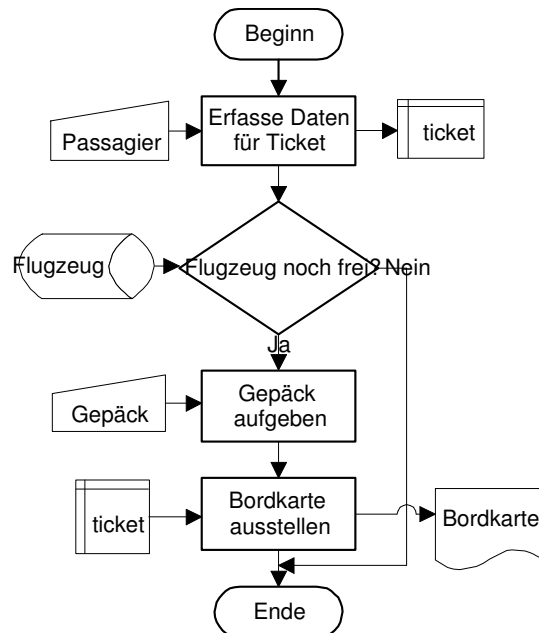 Beginn
Passagier
Erfasse Daten
für Ticket
ticket
Flugzeug
Flugzeug noch frei?
Nein
Ja
Gepäck
Gepäck
aufgeben
ticket
Bordkarte
ausstellen
Bordkarte
Ende